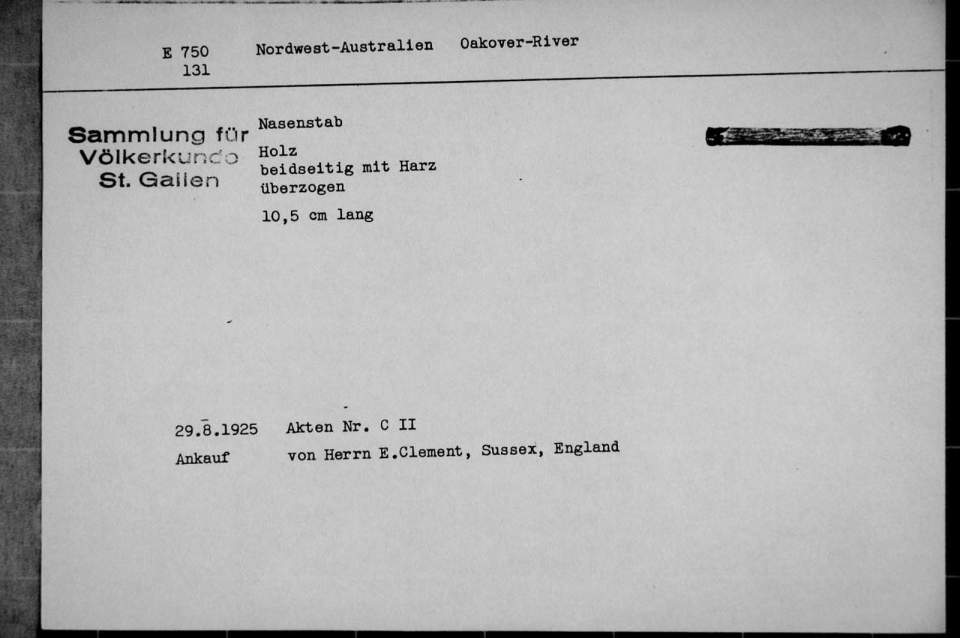 E 750 Nordwest-Australien Oakover-River
131
Sammlung für
Völkerkunde
St. Gallen
Nasenstab
Holz
beidseitig mit Harz
überzogen
10,5 cm lang
29.8.1925 Akten Nr. C II
Ankauf von Herrn E.Clement, Sussex, England